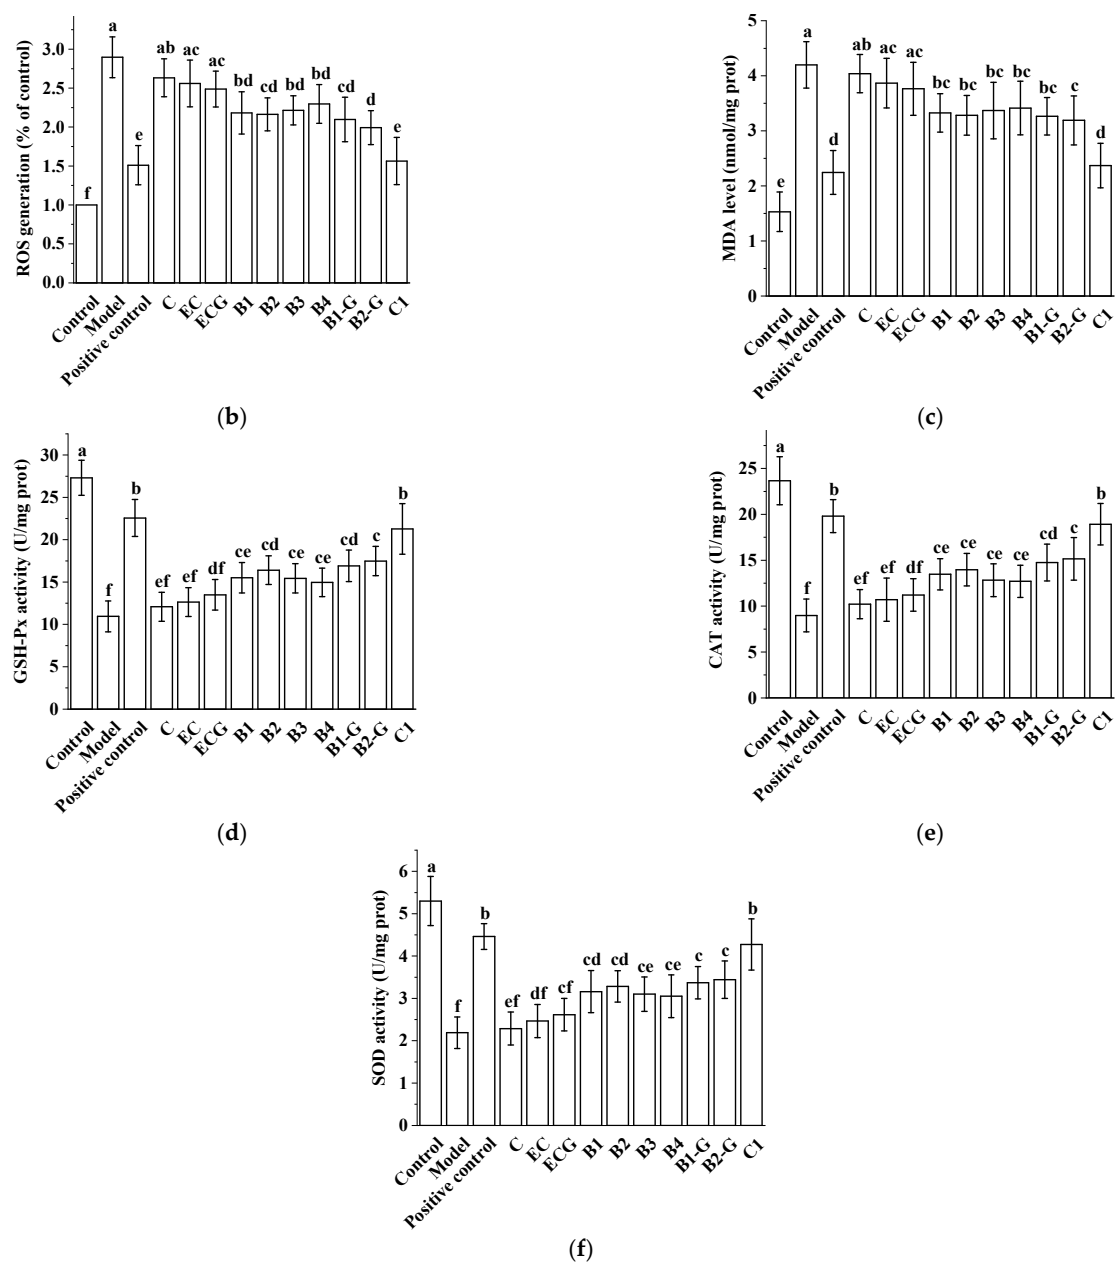 ROS generation (% of control)
3.0
2.5
2.0
1.5
1.0
0.5
0.0
f
a
e
ab
ac
ac
bd
cd
bd
bd
cd
d
e
Control
Model
Positive control
C
EC
ECG
B1
B2
B3
B4
B1-G
B2-G
C1
(b)
MDA level (nmol/mg prot)
5
4
3
2
1
0
e
a
d
ab
ac
ac
bc
bc
bc
bc
bc
c
d
Control
Model
Positive control
C
EC
ECG
B1
B2
B3
B4
B1-G
B2-G
C1
(c)
GSH-Px activity (U/mg prot)
30
25
20
15
10
5
0
a
f
b
ef
ef
df
ce
cd
ce
ce
cd
c
b
Control
Model
Positive control
C
EC
ECG
B1
B2
B3
B4
B1-G
B2-G
C1
(d)
CAT activity (U/mg prot)
25
20
15
10
5
0
a
f
b
ef
ef
df
ce
ce
ce
ce
cd
c
b
Control
Model
Positive control
C
EC
ECG
B1
B2
B3
B4
B1-G
B2-G
C1
(e)
SOD activity (U/mg prot)
6
5
4
3
2
1
0
a
f
b
ef
df
cf
cd
cd
ce
ce
c
c
b
Control
Model
Positive control
C
EC
ECG
B1
B2
B3
B4
B1-G
B2-G
C1
(f)